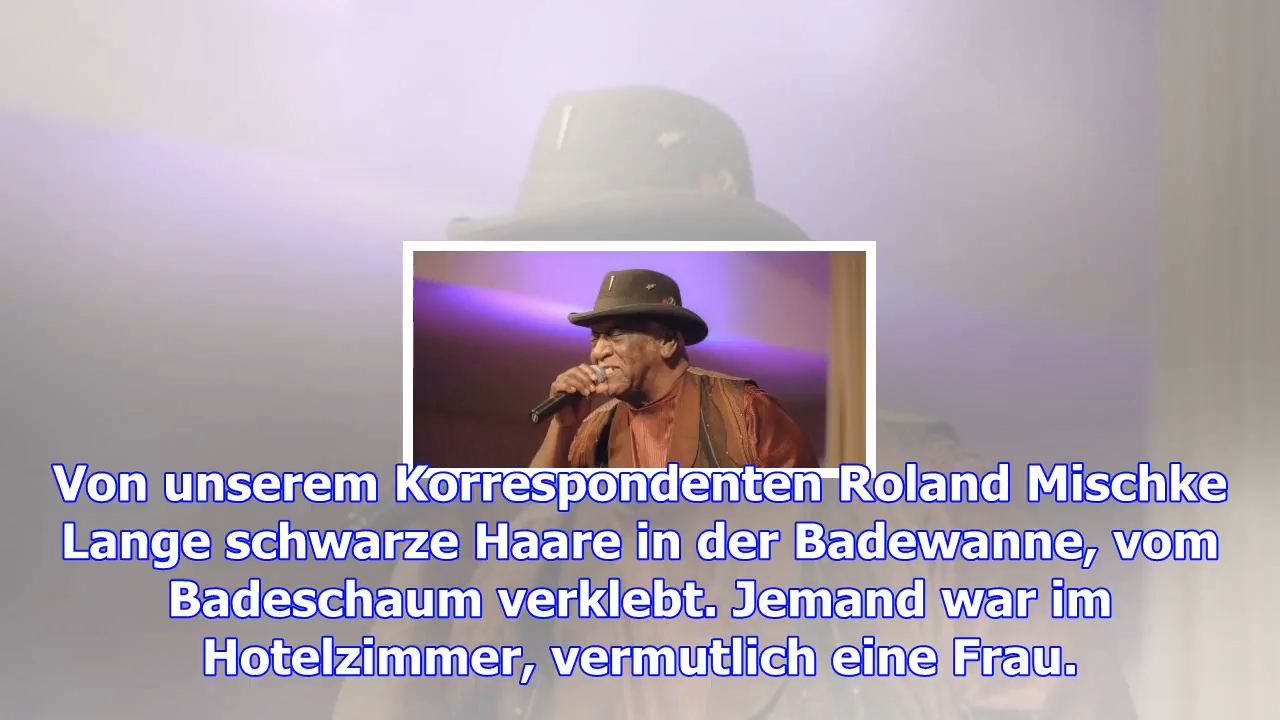 Von unserem Korrespondenten Roland Mischke
Lange schwarze Haare in der Badewanne, vom
Badeschaum verklebt. Jemand war im
Hotelzimmer, vermutlich eine Frau.